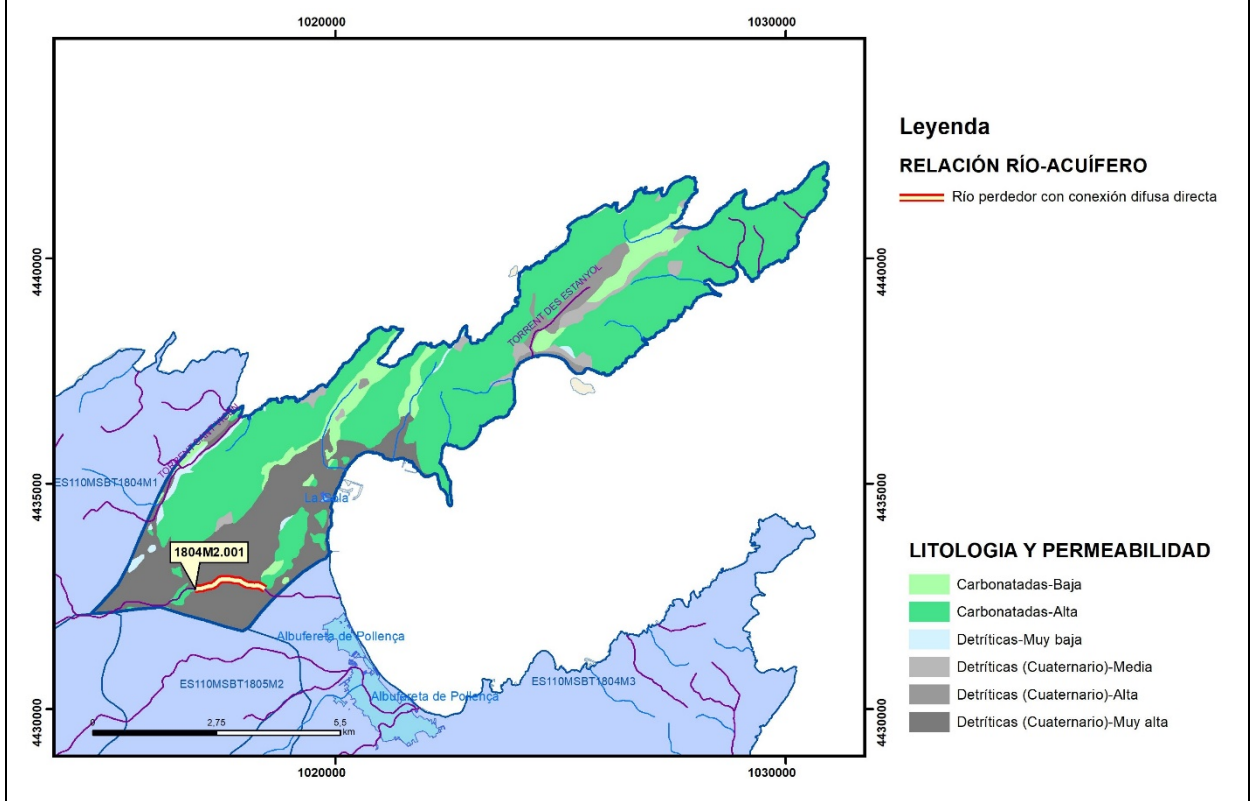 1020000
1030000
Leyenda
RELACIÓN RÍO-ACUÍFERO
Río perdedor con conexión difusa directa
4440000
4440000
TORRENT DES ESTANYOL
4435000
4435000
ES110MSBT1804M1
La Gola
1804M2.001
Albufereta de Pollença
ES110MSBT1805M2
Albufereta de Pollença
ES110MSBT1804M3
4430000
4430000
0
2,75
5,5
km
1020000
1030000
LITOLOGIA Y PERMEABILIDAD
Carbonatadas-Baja
Carbonatadas-Alta
Detríticas-Muy baja
Detríticas (Cuaternario)-Media
Detríticas (Cuaternario)-Alta
Detríticas (Cuaternario)-Muy alta